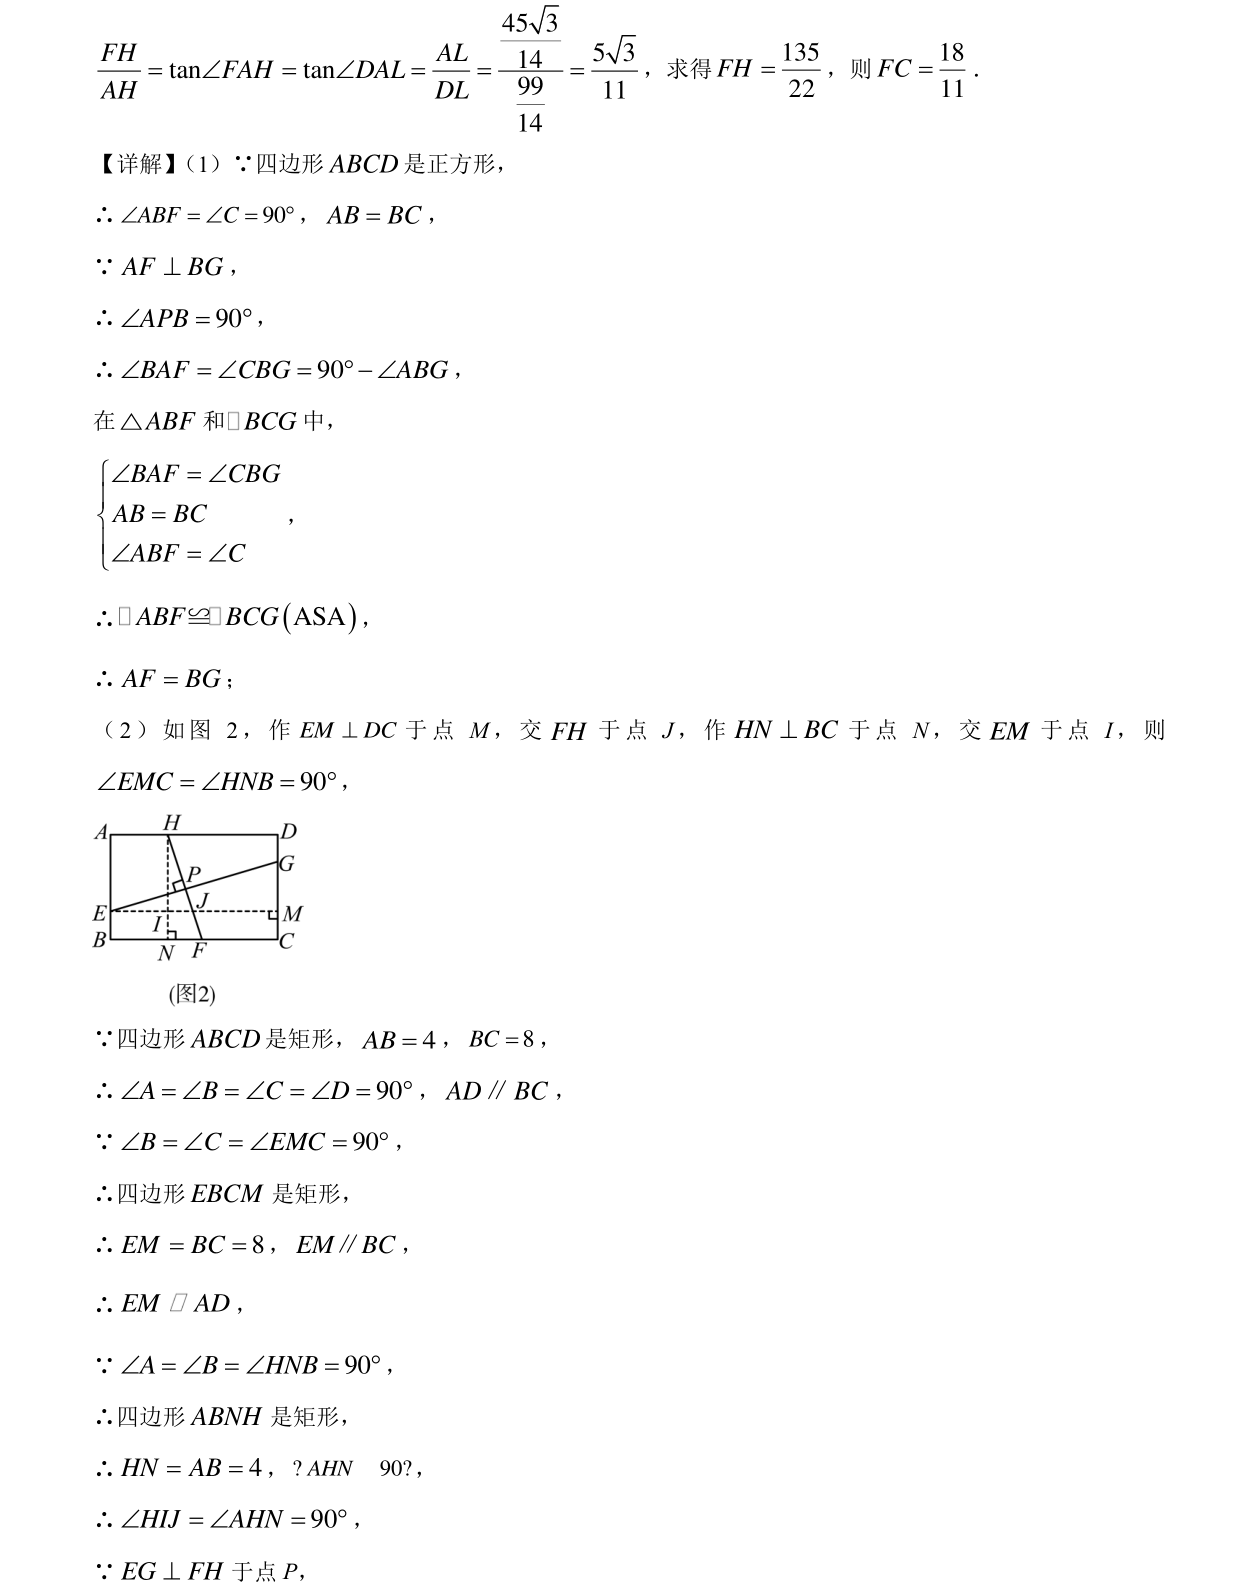 FH/AH = tan∠FAH = tan∠DAL = AL/DL = (45√3/14)/(99/14) = 5√3/11，求得 FH = 135/22，则 FC = 18/11．
【详解】（1）∵四边形 ABCD 是正方形，
∴ ∠ABF = ∠C = 90°， AB = BC，
∵ AF ⊥ BG，
∴ ∠APB = 90°，
∴ ∠BAF = ∠CBG = 90° − ∠ABG，
在 △ABF 和 □BCG 中，
{∠BAF = ∠CBG
AB = BC ，
∠ABF = ∠C
∴ □ABF ≌ □BCG (ASA)，
∴ AF = BG；
（2）如图 2，作 EM ⊥ DC 于点 M，交 FH 于点 J，作 HN ⊥ BC 于点 N，交 EM 于点 I，则
∠EMC = ∠HNB = 90°，
A H D
P G
E J M
I
B N F C
(图2)
∵四边形 ABCD 是矩形， AB = 4， BC = 8，
∴ ∠A = ∠B = ∠C = ∠D = 90°， AD // BC，
∵ ∠B = ∠C = ∠EMC = 90°，
∴四边形 EBCM 是矩形，
∴ EM = BC = 8， EM // BC，
∴ EM □ AD，
∵ ∠A = ∠B = ∠HNB = 90°，
∴四边形 ABNH 是矩形，
∴ HN = AB = 4，?AHN 90?，
∴ ∠HIJ = ∠AHN = 90°，
∵ EG ⊥ FH 于点 P，